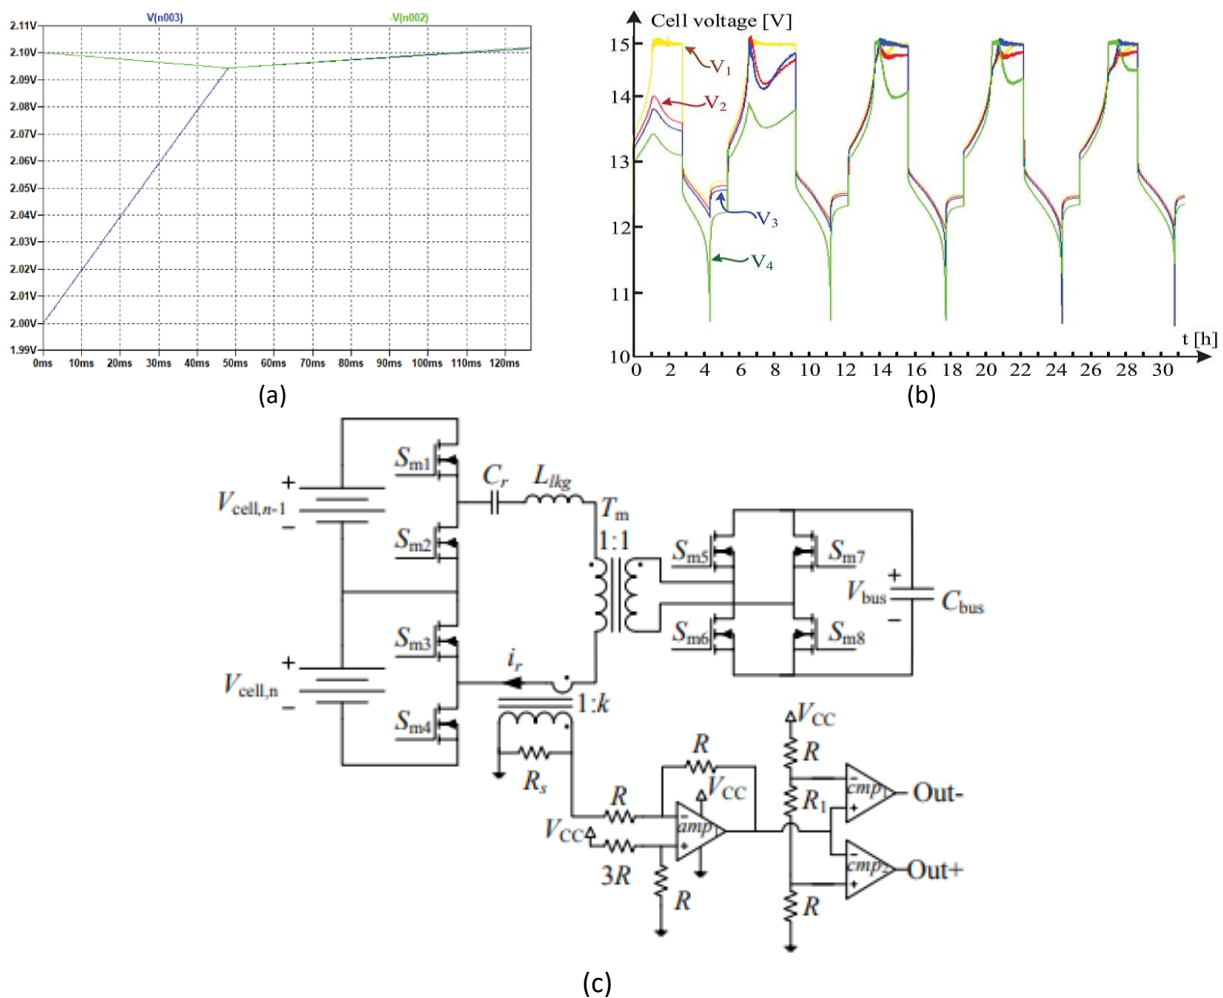 V(n003) -V(n002)
2.11V
2.10V
2.09V
2.08V
2.07V
2.06V
2.05V
2.04V
2.03V
2.02V
2.01V
2.00V
1.99V
0ms 10ms 20ms 30ms 40ms 50ms 60ms 70ms 80ms 90ms 100ms 110ms 120ms
(a)
Cell voltage [V]
15
14
13
12
11
10
V1
V2
V3
V4
t [h]
0 2 4 6 8 10 12 14 16 18 20 22 24 26 28 30
(b)
Sm1
Cr Llkg
+
Vcell,n-1
−
Tm
1:1
Sm2
Sm5 Sm7
+
Vbus Cbus
−
Sm3
Sm6 Sm8
+
Vcell,n
−
ir
1:k
Sm4
VCC
R R
Rs
VCC
R
− cmp1 Out-
+
R1
R
−
amp1
+
VCC
3R
−
cmp2 Out+
+
R R
(c)